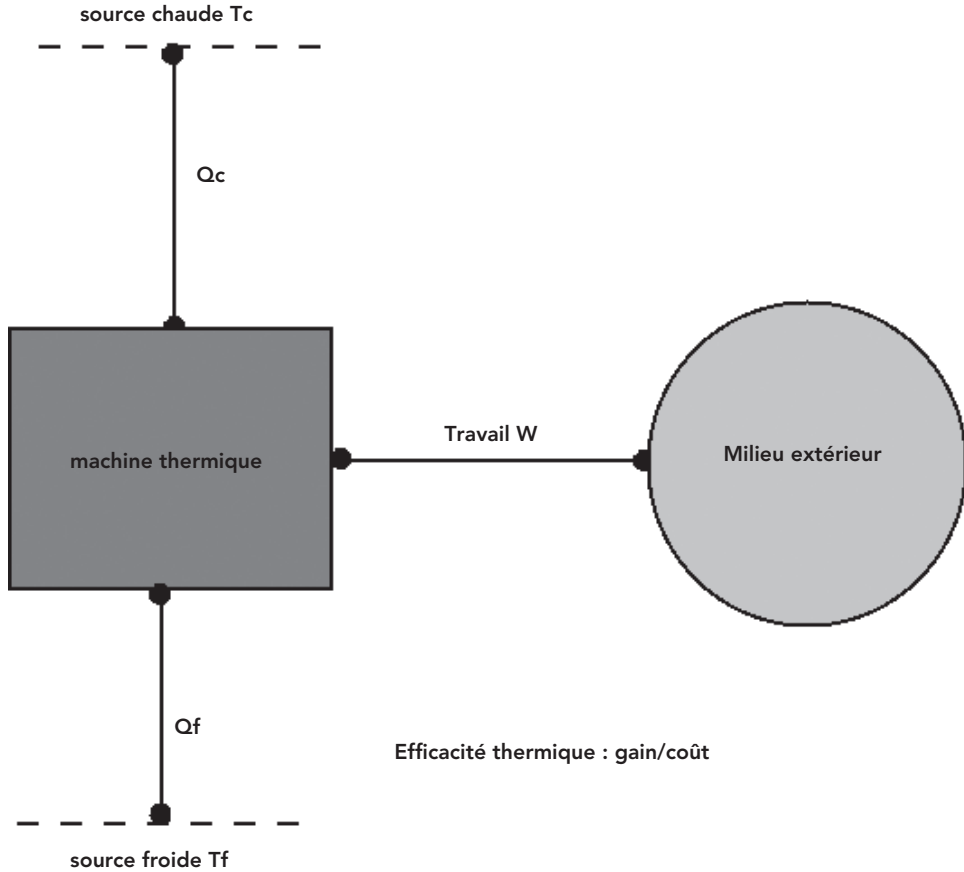 source chaude Tc
Qc
Travail W
machine thermique
Milieu extérieur
Qf
Efficacité thermique : gain/coût
source froide Tf